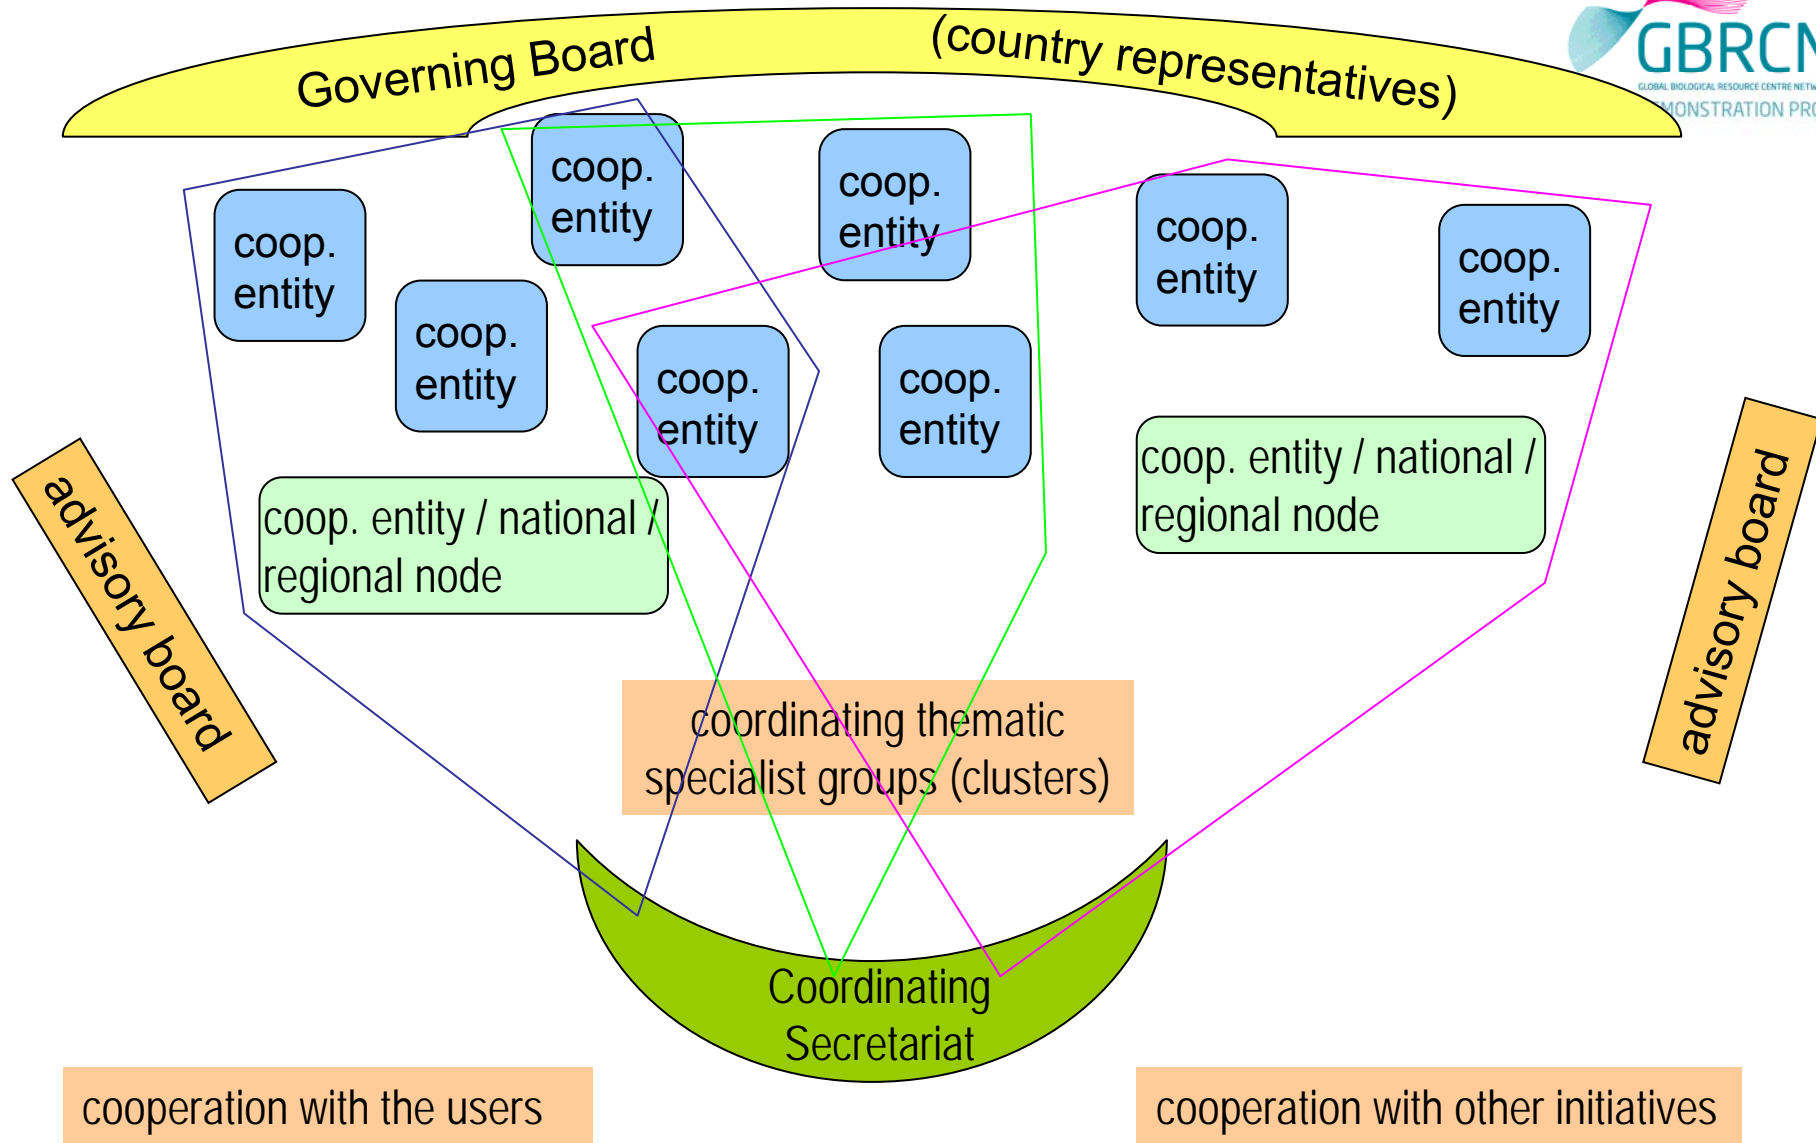 Governing Board (country representatives)
GBRCN
GLOBAL BIOLOGICAL RESOURCE CENTRE NETW
MONSTRATION PRO
coop.
entity
coop.
entity
coop.
entity
coop.
entity
coop.
entity
coop.
entity
coop.
entity
coop.
entity
coop. entity / national /
regional node
coop. entity / national /
regional node
advisory board
advisory board
coordinating thematic
specialist groups (clusters)
Coordinating
Secretariat
cooperation with the users
cooperation with other initiatives